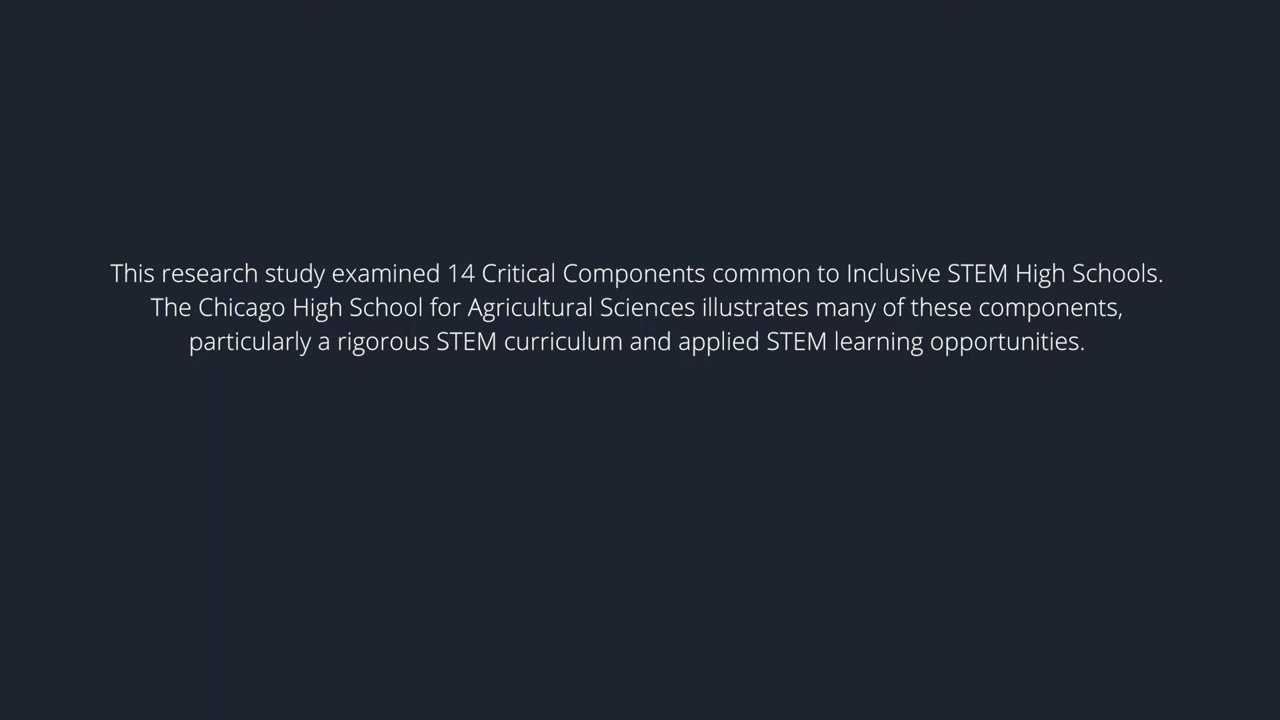 This research study examined 14 Critical Components common to Inclusive STEM High Schools.
The Chicago High School for Agricultural Sciences illustrates many of these components,
particularly a rigorous STEM curriculum and applied STEM learning opportunities.